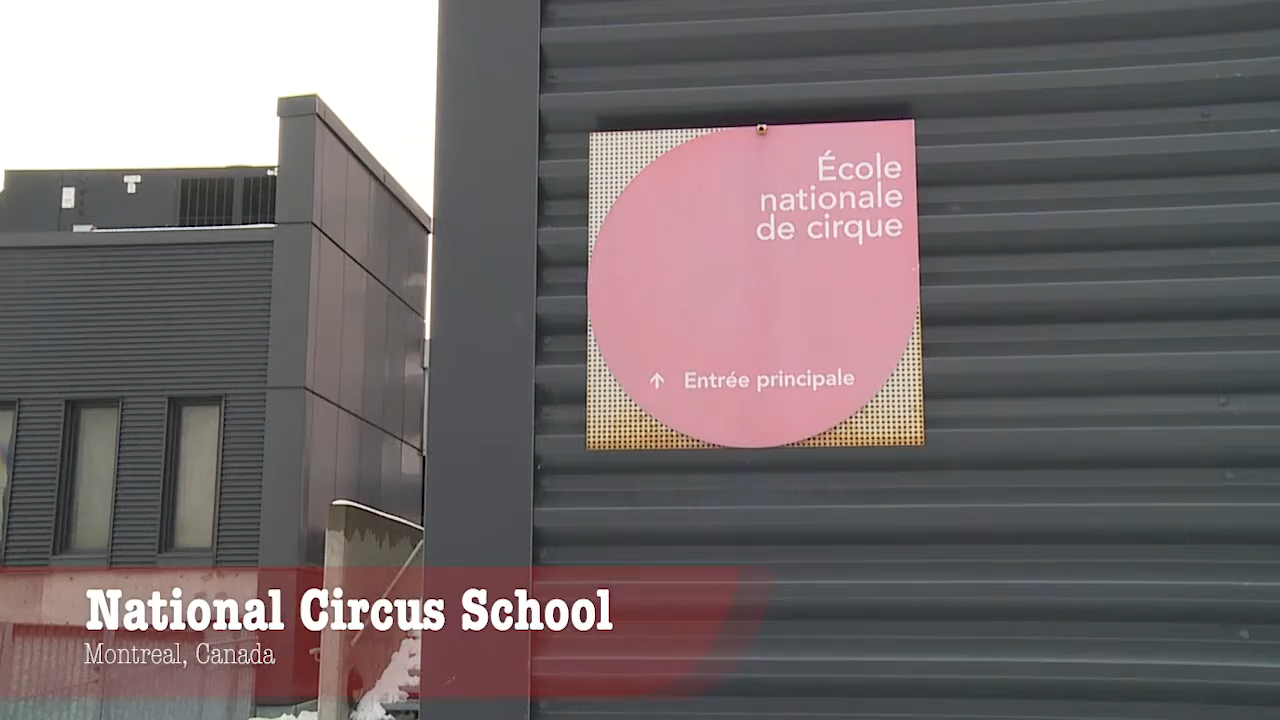 École
nationale
de cirque
↑ Entrée principale
National Circus School
Montreal, Canada